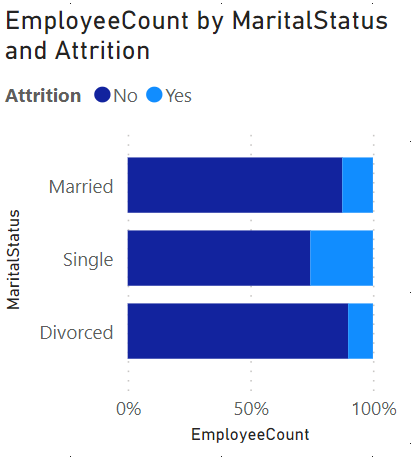 EmployeeCount by MaritalStatus
and Attrition
Attrition No Yes
MaritalStatus
Married
Single
Divorced
0% 50% 100%
EmployeeCount